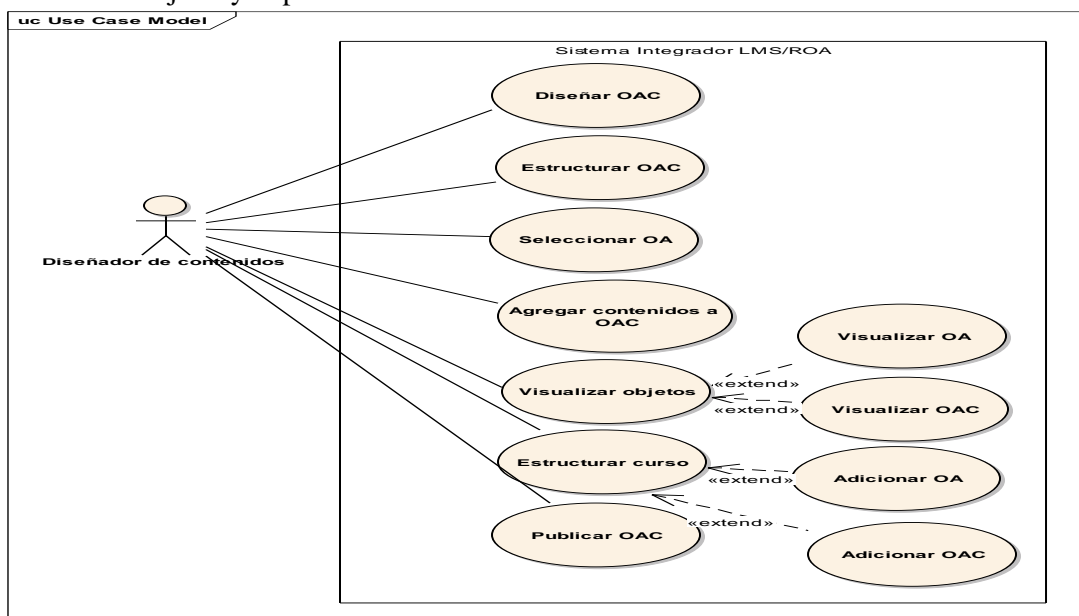 uc Use Case Model
Sistema Integrador LMS/ROA
Diseñar OAC
Estructurar OAC
Seleccionar OA
Diseñador de contenidos
Agregar contenidos a
OAC
Visualizar OA
Visualizar objetos
«extend»
«extend»
Visualizar OAC
Estructurar curso
«extend»
Adicionar OA
«extend»
Publicar OAC
Adicionar OAC